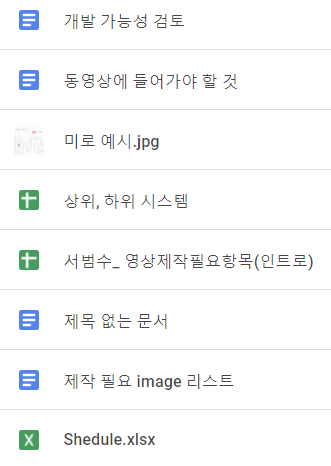 개발 가능성 검토
동영상에 들어가야 할 것
미로 예시.jpg
상위, 하위 시스템
서범수_ 영상제작필요항목(인트로)
제목 없는 문서
제작 필요 image 리스트
Shedule.xlsx